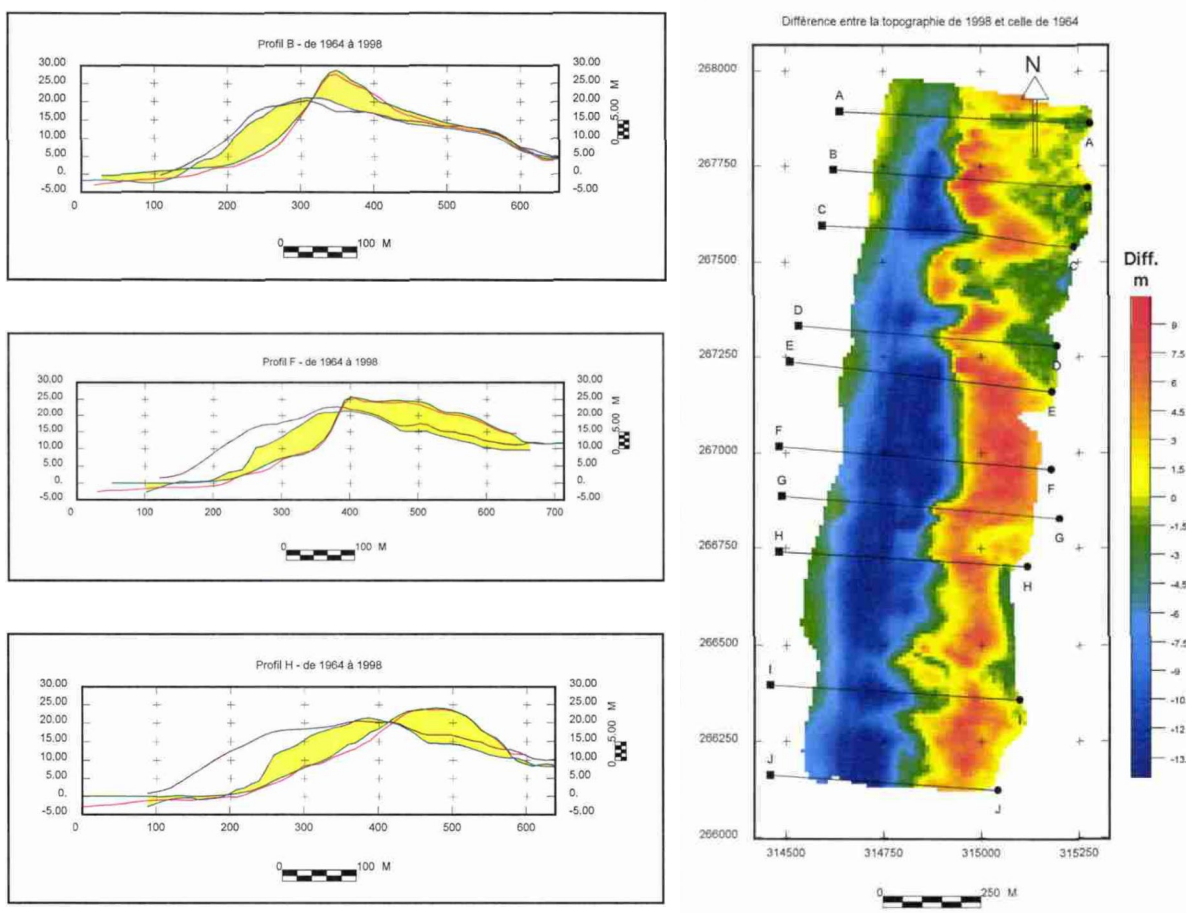 Profil B - de 1964 à 1998
30.00 30.00
25.00 25.00
20.00 20.00
15.00 15.00
10.00 10.00
5.00 5.00
0. 0.
-5.00 -5.00
0 5.00 M
0 100 200 300 400 500 600
0 100 M
Profil F - de 1964 à 1998
30.00 30.00
25.00 25.00
20.00 20.00
15.00 15.00
10.00 10.00
5.00 5.00
0. 0.
-5.00 -5.00
0 5.00 M
0 100 200 300 400 500 600 700
0 100 M
Profil H - de 1964 à 1998
30.00 30.00
25.00 25.00
20.00 20.00
15.00 15.00
10.00 10.00
5.00 5.00
0. 0.
-5.00 -5.00
0 5.00 M
0 100 200 300 400 500 600
0 100 M
Différence entre la topographie de 1998 et celle de 1964
268000
267750
267500
267250
267000
266750
266500
266250
266000
N
A A
B B
C C
D D
E E
F F
G G
H H
I I
J J
314500 314750 315000 315250
0 250 M
Diff.
m
9
7.5
6
4.5
3
1.5
0
-1.5
-3
-4.5
-6
-7.5
-9
-10.
-12
-13.